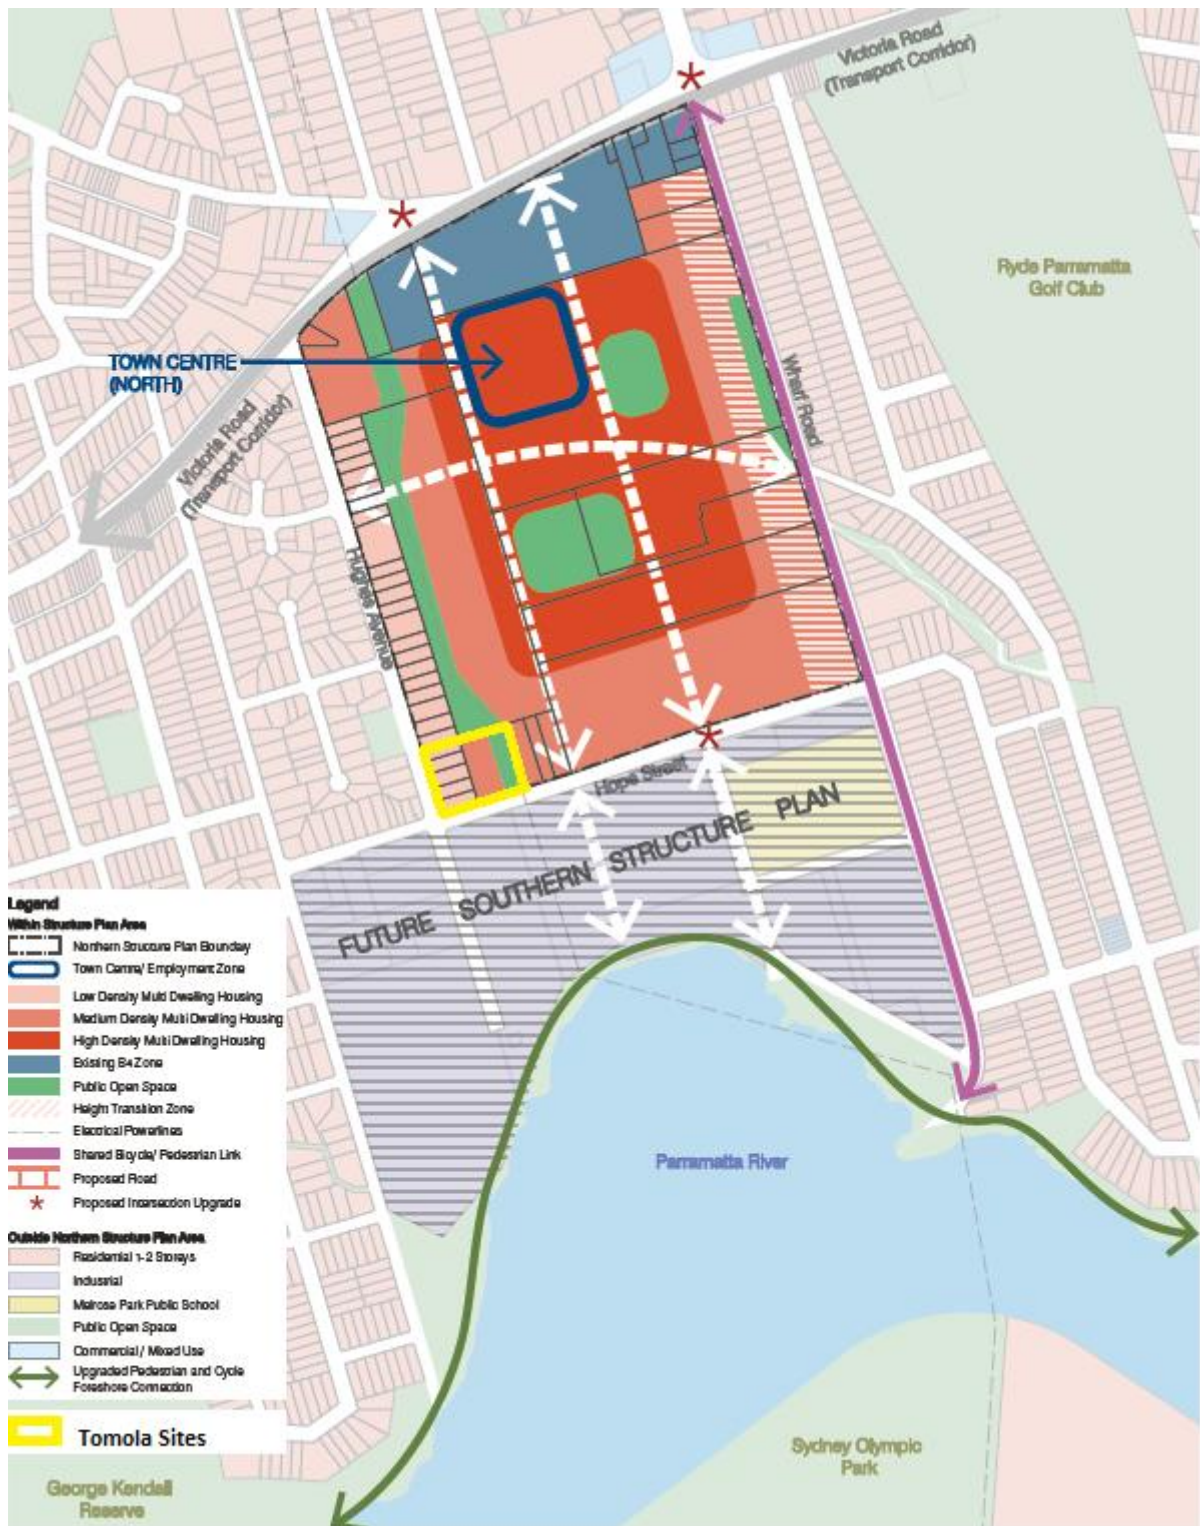 Victoria Road
(Transport Corridor)
Ryde Parramatta
Golf Club
TOWN CENTRE
(NORTH)
Wharf Road
Victoria Road
(Transport Corridor)
Hughes Avenue
Hope Street
FUTURE SOUTHERN STRUCTURE PLAN
Legend
Within Structure Plan Area
Northern Structure Plan Boundary
Town Centre/ Employment Zone
Low Density Multi Dwelling Housing
Medium Density Multi Dwelling Housing
High Density Multi Dwelling Housing
Existing B4 Zone
Public Open Space
Height Transition Zone
Electrical Powerlines
Shared Bicycle/ Pedestrian Link
Proposed Road
Proposed Intersection Upgrade
Outside Northern Structure Plan Area
Residential 1-2 Storeys
Industrial
Melrose Park Public School
Public Open Space
Commercial / Mixed Use
Upgraded Pedestrian and Cycle
Foreshore Connection
Tomola Sites
Parramatta River
Sydney Olympic
Park
George Kendall
Reserve